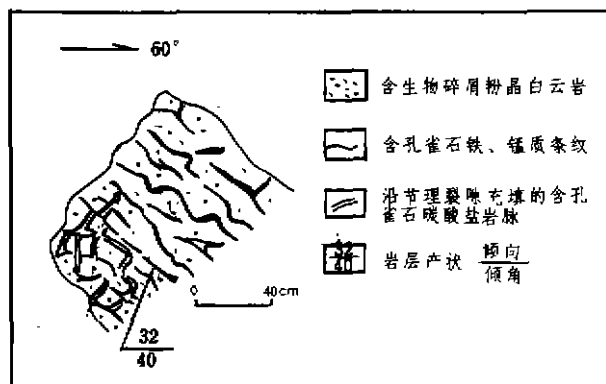 60°
含生物碎屑粉晶白云岩
含孔雀石铁、锰质条纹
沿节理裂隙充填的含孔
雀石碳酸盐岩脉
32
40
岩层产状 倾向
倾角
0 40cm
32
40